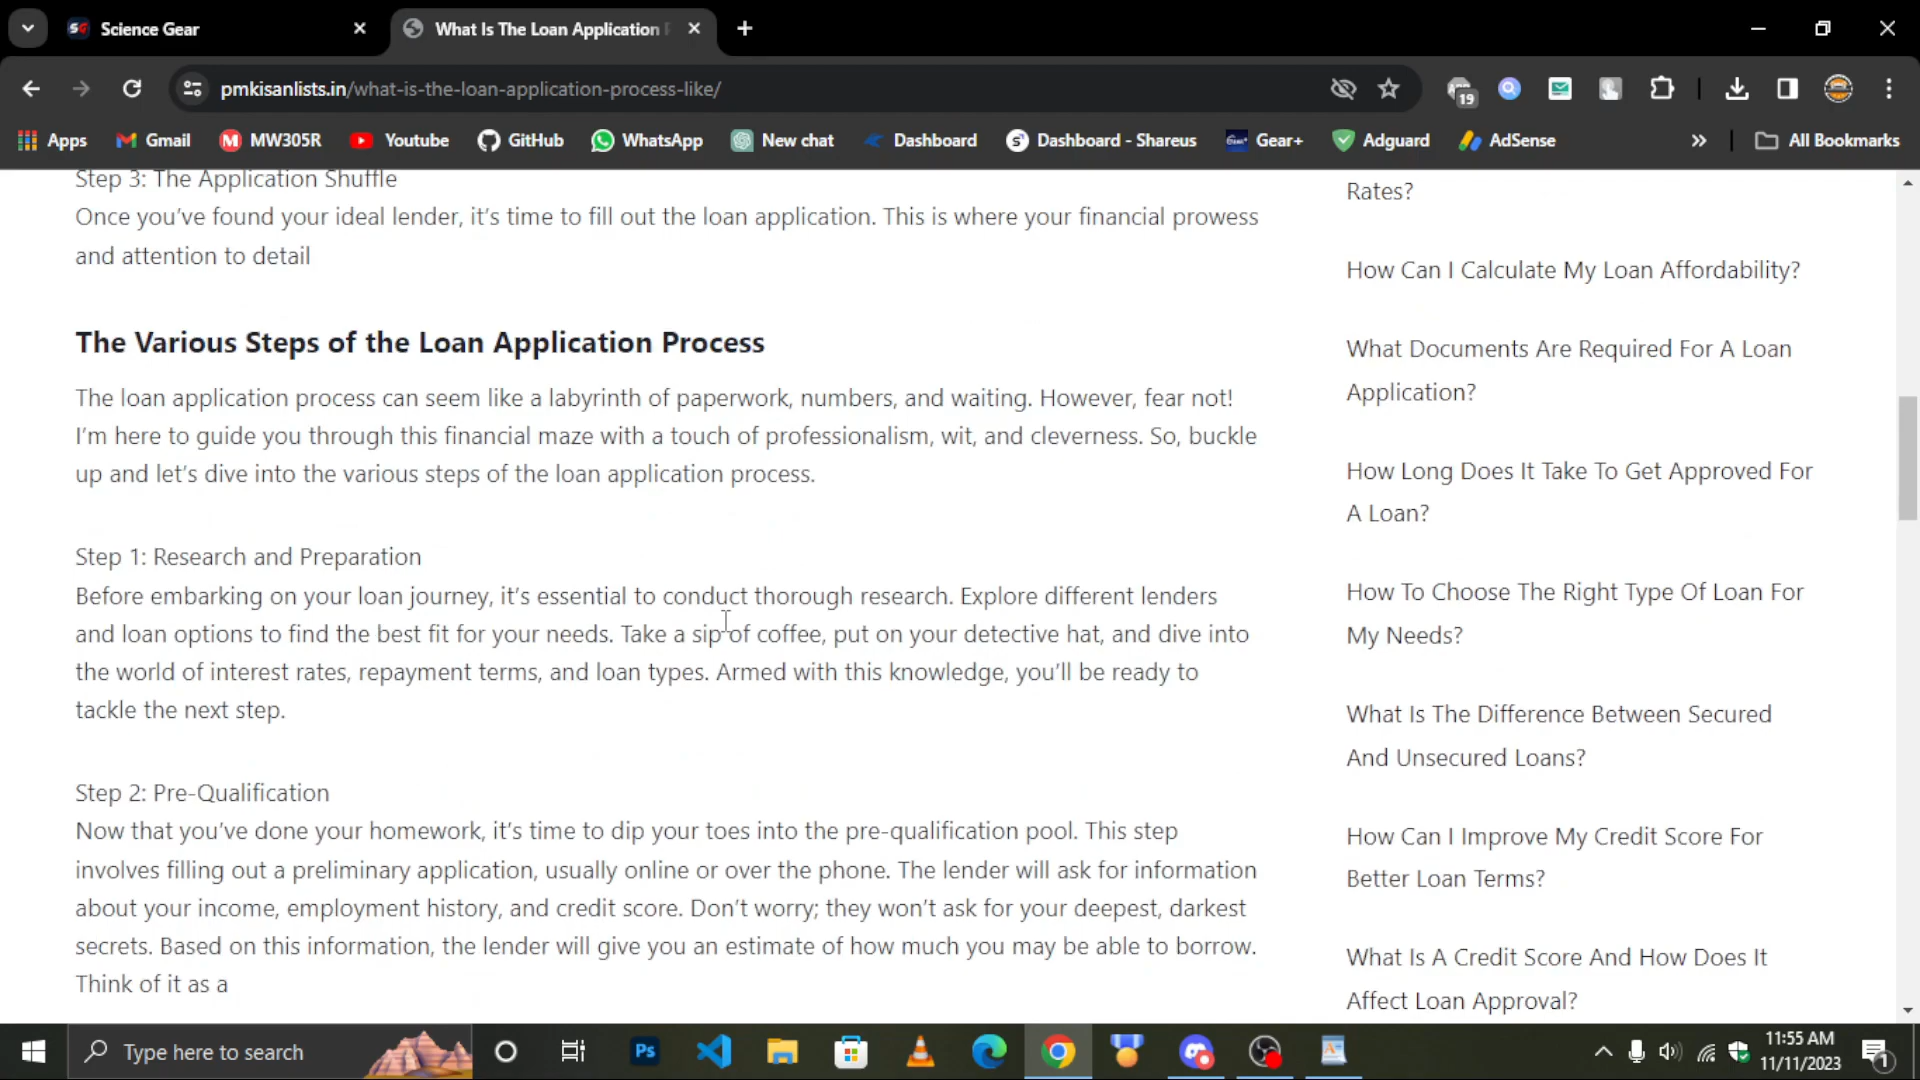 Science Gear
What Is The Loan Application
pmkisanlists.in/what-is-the-loan-application-process-like/
19
Apps
Gmail
MW305R
Youtube
GitHub
WhatsApp
New chat
Dashboard
Dashboard - Shareus
Gear+
Adguard
AdSense
All Bookmarks
Step 3: The Application Shuffle
Once you've found your ideal lender, it's time to fill out the loan application. This is where your financial prowess
and attention to detail
The Various Steps of the Loan Application Process
The loan application process can seem like a labyrinth of paperwork, numbers, and waiting. However, fear not!
I'm here to guide you through this financial maze with a touch of professionalism, wit, and cleverness. So, buckle
up and let's dive into the various steps of the loan application process.
Step 1: Research and Preparation
Before embarking on your loan journey, it's essential to conduct thorough research. Explore different lenders
and loan options to find the best fit for your needs. Take a sip of coffee, put on your detective hat, and dive into
the world of interest rates, repayment terms, and loan types. Armed with this knowledge, you'll be ready to
tackle the next step.
Step 2: Pre-Qualification
Now that you've done your homework, it's time to dip your toes into the pre-qualification pool. This step
involves filling out a preliminary application, usually online or over the phone. The lender will ask for information
about your income, employment history, and credit score. Don't worry; they won't ask for your deepest, darkest
secrets. Based on this information, the lender will give you an estimate of how much you may be able to borrow.
Think of it as a
Rates?
How Can I Calculate My Loan Affordability?
What Documents Are Required For A Loan
Application?
How Long Does It Take To Get Approved For
A Loan?
How To Choose The Right Type Of Loan For
My Needs?
What Is The Difference Between Secured
And Unsecured Loans?
How Can I Improve My Credit Score For
Better Loan Terms?
What Is A Credit Score And How Does It
Affect Loan Approval?
Type here to search
Ps
11:55 AM
11/11/2023
1